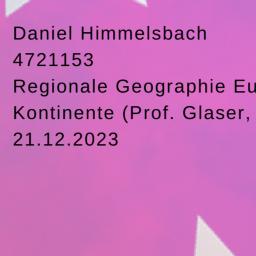 Daniel Himmelsbach
4721153
Regionale Geographie Eu
Kontinente (Prof. Glaser,
21.12.2023